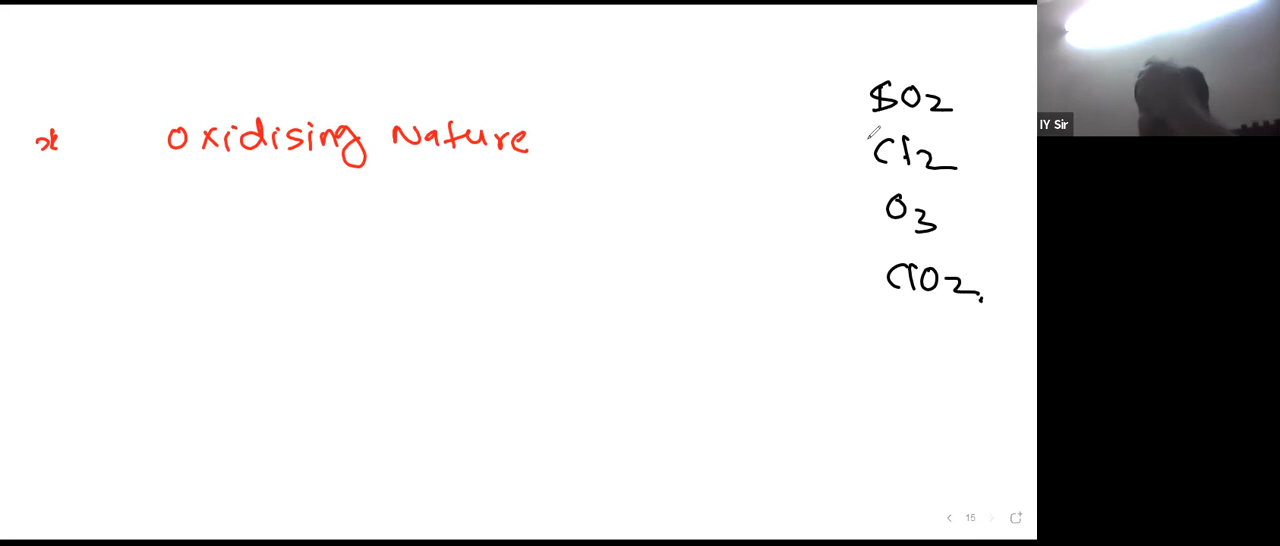 * Oxidising Nature
SO2
Cl2
O3
ClO2.
IY Sir
15